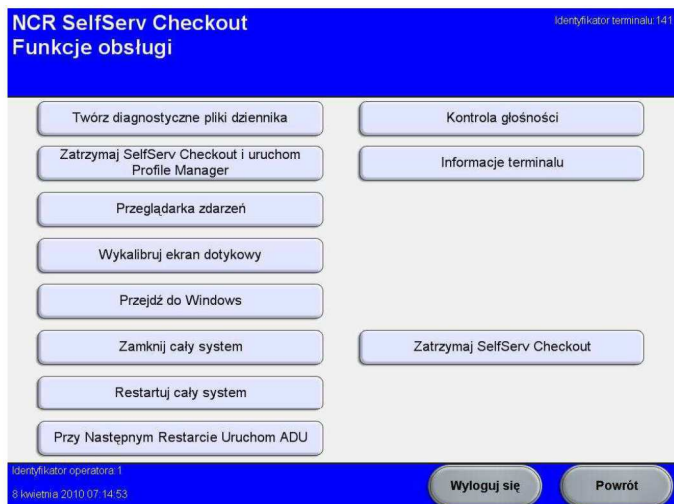 NCR SelfServ Checkout
Funkcje obsługi
Identyfikator terminalu:141
Twórz diagnostyczne pliki dziennika
Kontrola głośności
Zatrzymaj SelfServ Checkout i uruchom
Profile Manager
Informacje terminalu
Przeglądarka zdarzeń
Wykalibruj ekran dotykowy
Przejdź do Windows
Zamknij cały system
Zatrzymaj SelfServ Checkout
Restartuj cały system
Przy Następnym Restarcie Uruchom ADU
Identyfikator operatora:1
8 kwietnia 2010 07:14:53
Wyloguj się
Powrót